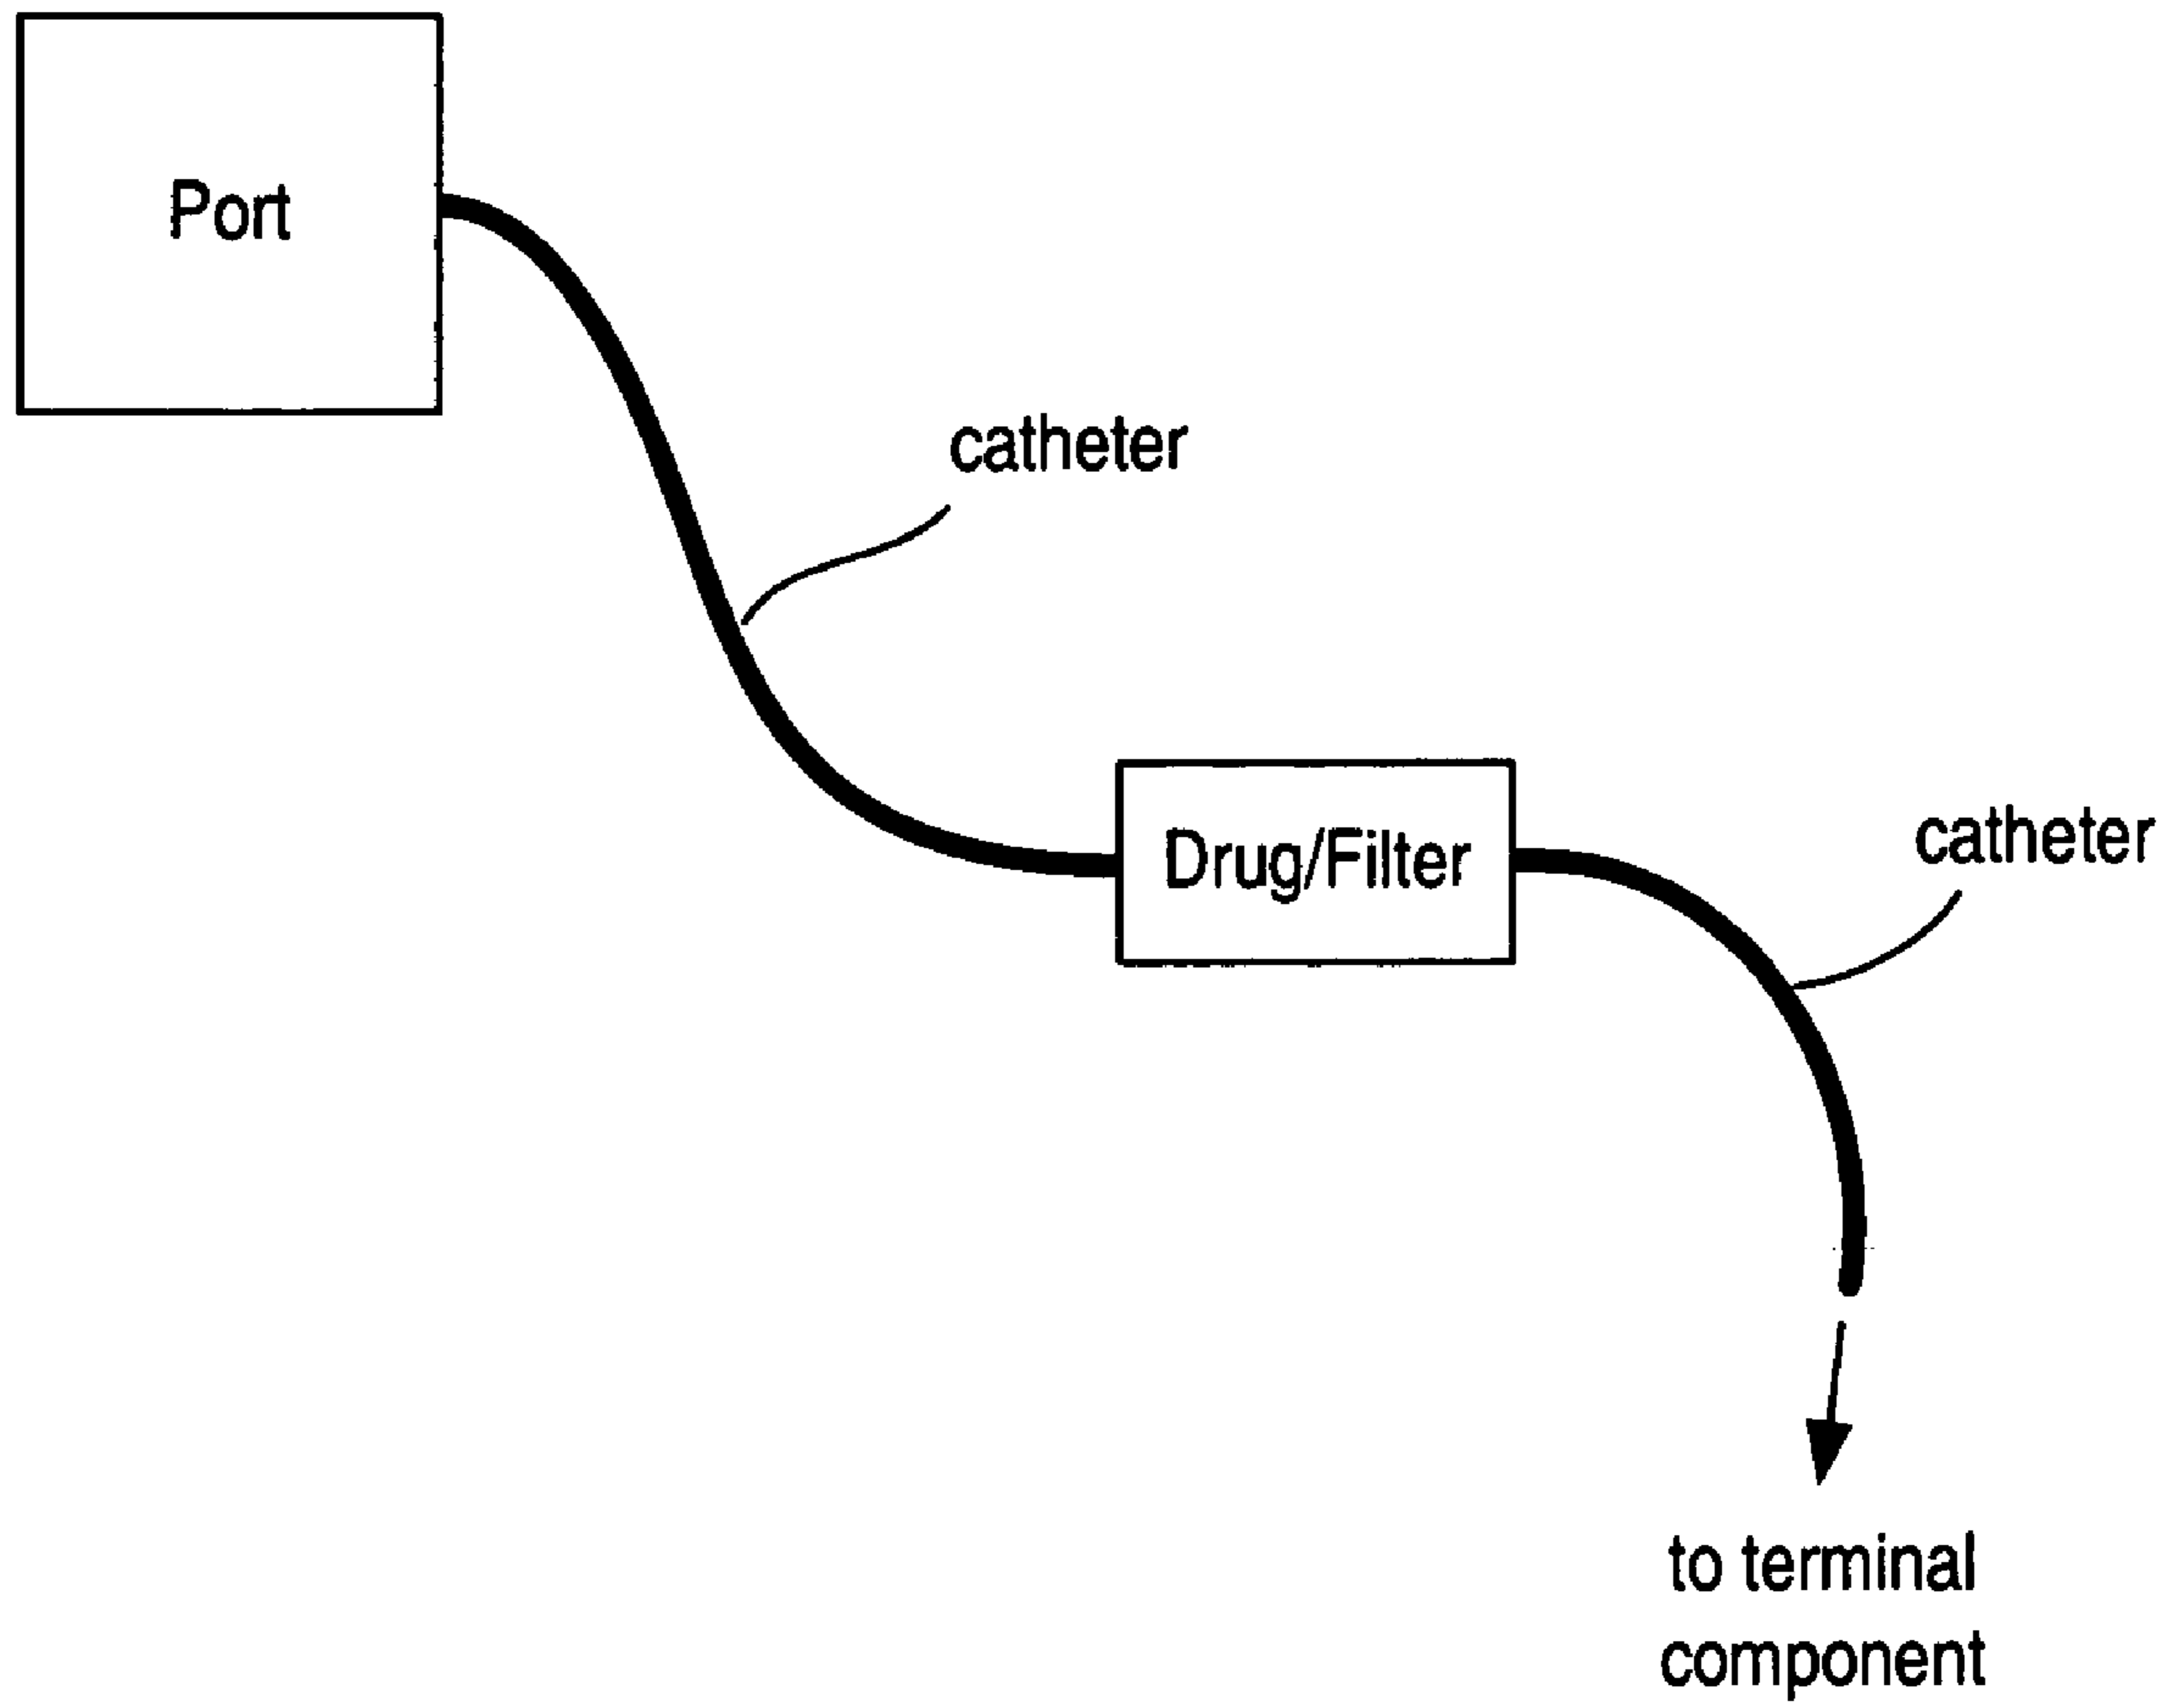 Port
catheter
Drug/Filter
catheter
to terminal
component